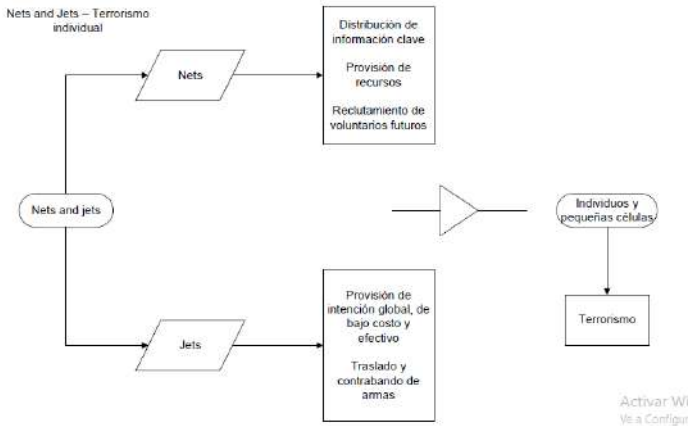 Nets and Jets – Terrorismo
individual
Nets
Distribución de
información clave
Provisión de
recursos
Reclutamiento de
voluntarios futuros
Nets and jets
Individuos y
pequeñas células
Provisión de
intención global, de
bajo costo y
efectivo
Traslado y
contrabando de
armas
Jets
Terrorismo
Activar Wi
Ve a Configur